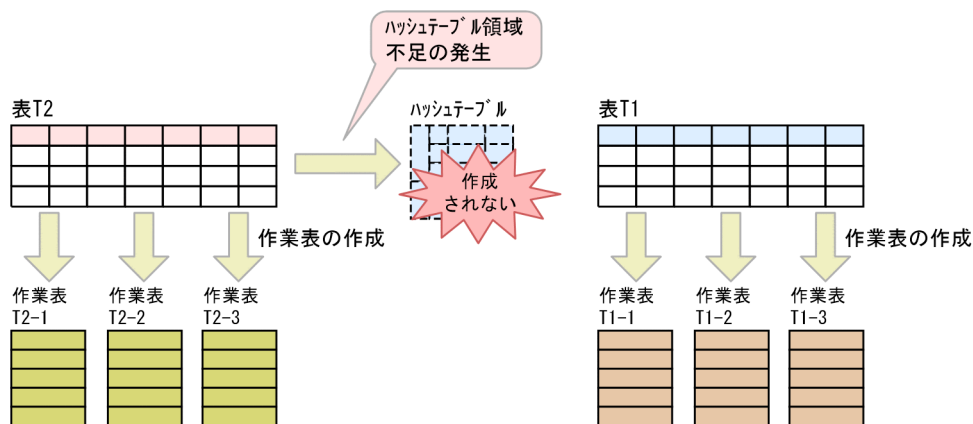 ﾊｯｼｭﾃｰﾌﾞﾙ領域
不足の発生
表T2
ﾊｯｼｭﾃｰﾌﾞﾙ
表T1
作成
されない
作業表の作成
作業表の作成
作業表
T2-1
作業表
T2-2
作業表
T2-3
作業表
T1-1
作業表
T1-2
作業表
T1-3